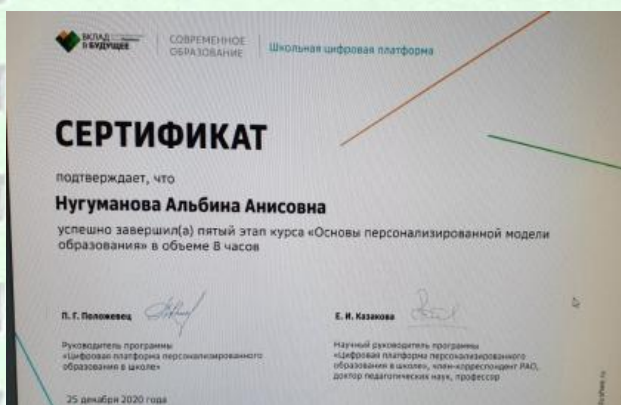 ВКЛАД
В БУДУЩЕЕ
СОВРЕМЕННОЕ
ОБРАЗОВАНИЕ
Школьная цифровая платформа
СЕРТИФИКАТ
подтверждает, что
Нугуманова Альбина Анисовна
успешно завершил(а) пятый этап курса «Основы персонализированной модели
образования» в объеме 8 часов
П. Г. Положевец
Е. И. Казакова
Руководитель программы
«Цифровая платформа персонализированного
образования в школе»
Научный руководитель программы
«Цифровая платформа персонализированного
образования в школе», член-корреспондент РАО,
доктор педагогических наук, профессор
25 декабря 2020 года